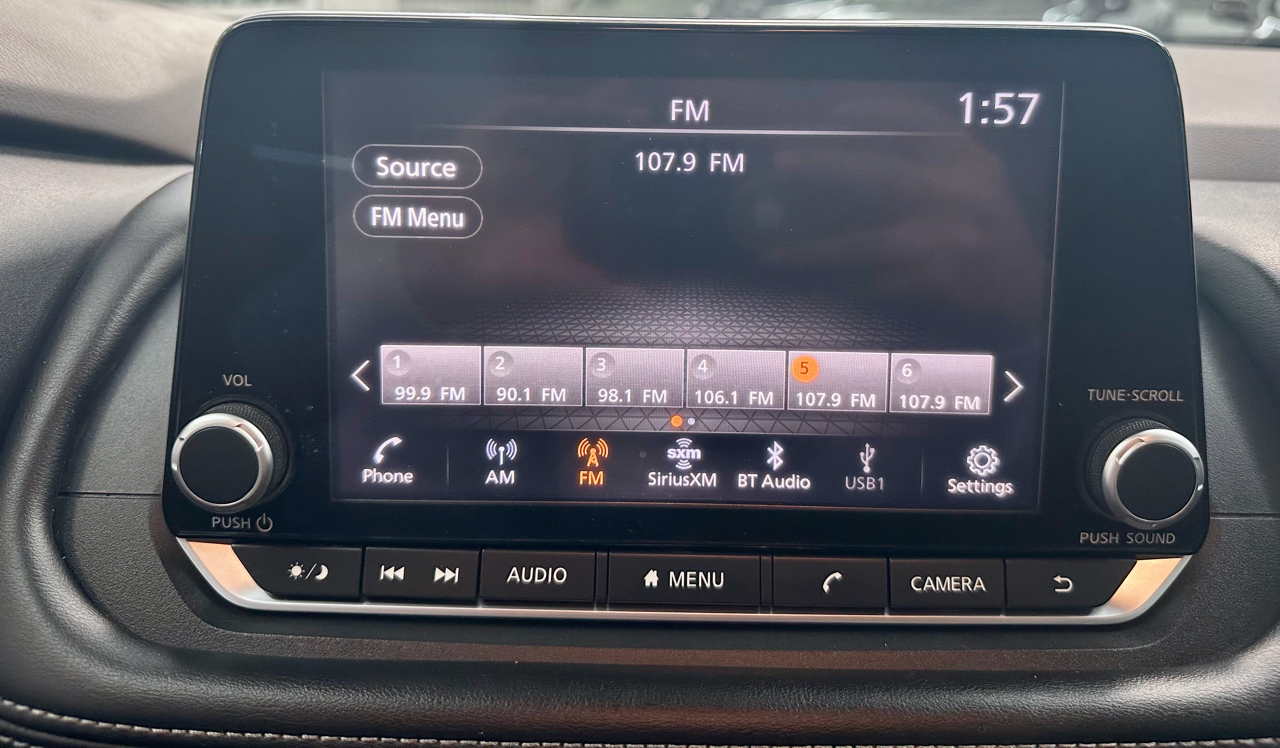 FM
1:57
Source
107.9 FM
FM Menu
1
2
3
4
5
6
99.9 FM
90.1 FM
98.1 FM
106.1 FM
107.9 FM
107.9 FM
VOL
TUNE·SCROLL
Phone
AM
FM
sxm
SiriusXM
BT Audio
USB1
Settings
PUSH
PUSH SOUND
AUDIO
MENU
CAMERA